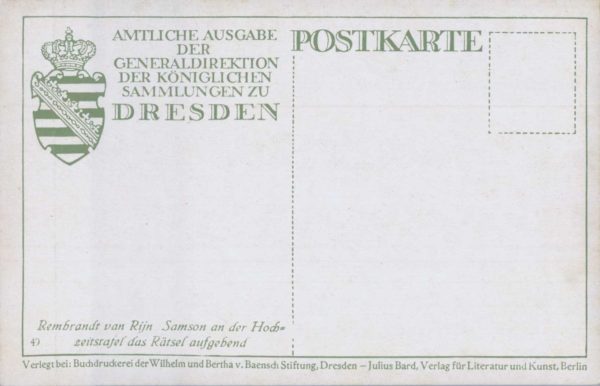 AMTLICHE AUSGABE
DER
GENERALDIREKTION
DER KÖNIGLICHEN
SAMMLUNGEN ZU
DRESDEN
POSTKARTE
Rembrandt van Rijn Samson an der Hoch=
49 zeitstafel das Rätsel aufgebend
Verlegt bei: Buchdruckerei der Wilhelm und Bertha v. Baensch Stiftung, Dresden – Julius Bard, Verlag für Literatur und Kunst, Berlin